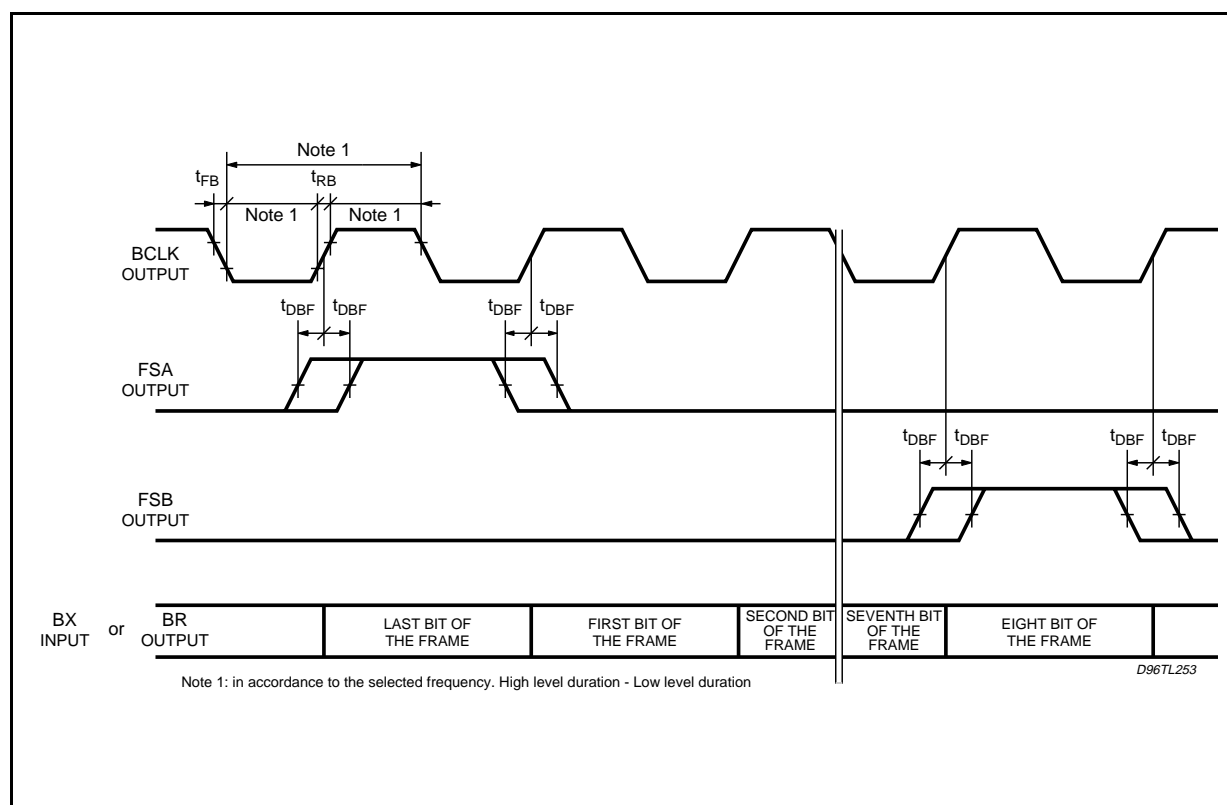 Note 1
tFB
tRB
Note 1
Note 1
BCLK
OUTPUT
tDBF
tDBF
tDBF
tDBF
FSA
OUTPUT
tDBF
tDBF
tDBF
tDBF
FSB
OUTPUT
BX
INPUT
or
BR
OUTPUT
LAST BIT OF
THE FRAME
FIRST BIT OF
THE FRAME
SECOND BIT
OF THE
FRAME
SEVENTH BIT
OF THE
FRAME
EIGHT BIT OF
THE FRAME
D96TL253
Note 1: in accordance to the selected frequency. High level duration - Low level duration